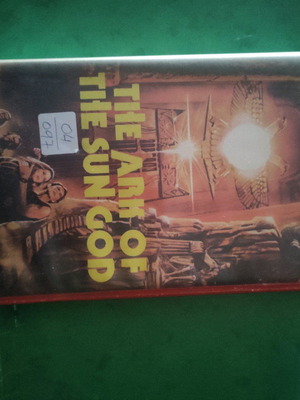 THE ARK OF
THE SUN GOD
04
047